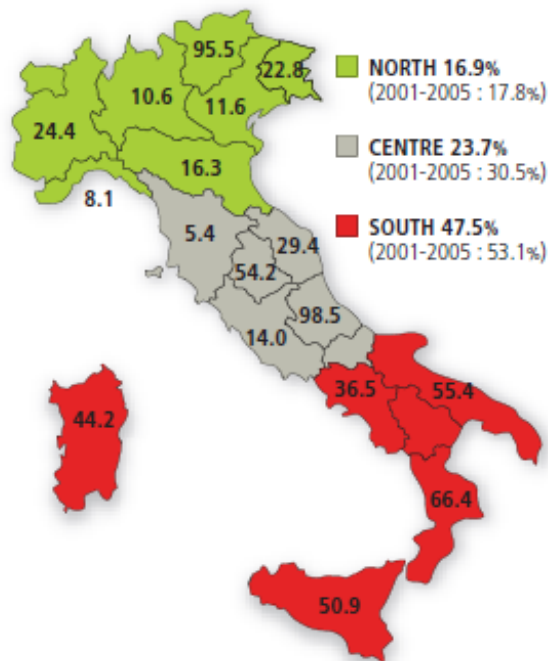 95.5
22.8
10.6
11.6
24.4
16.3
8.1
5.4
29.4
54.2
98.5
14.0
36.5
55.4
44.2
66.4
50.9
NORTH 16.9%
(2001-2005 : 17.8%)
CENTRE 23.7%
(2001-2005 : 30.5%)
SOUTH 47.5%
(2001-2005 : 53.1%)